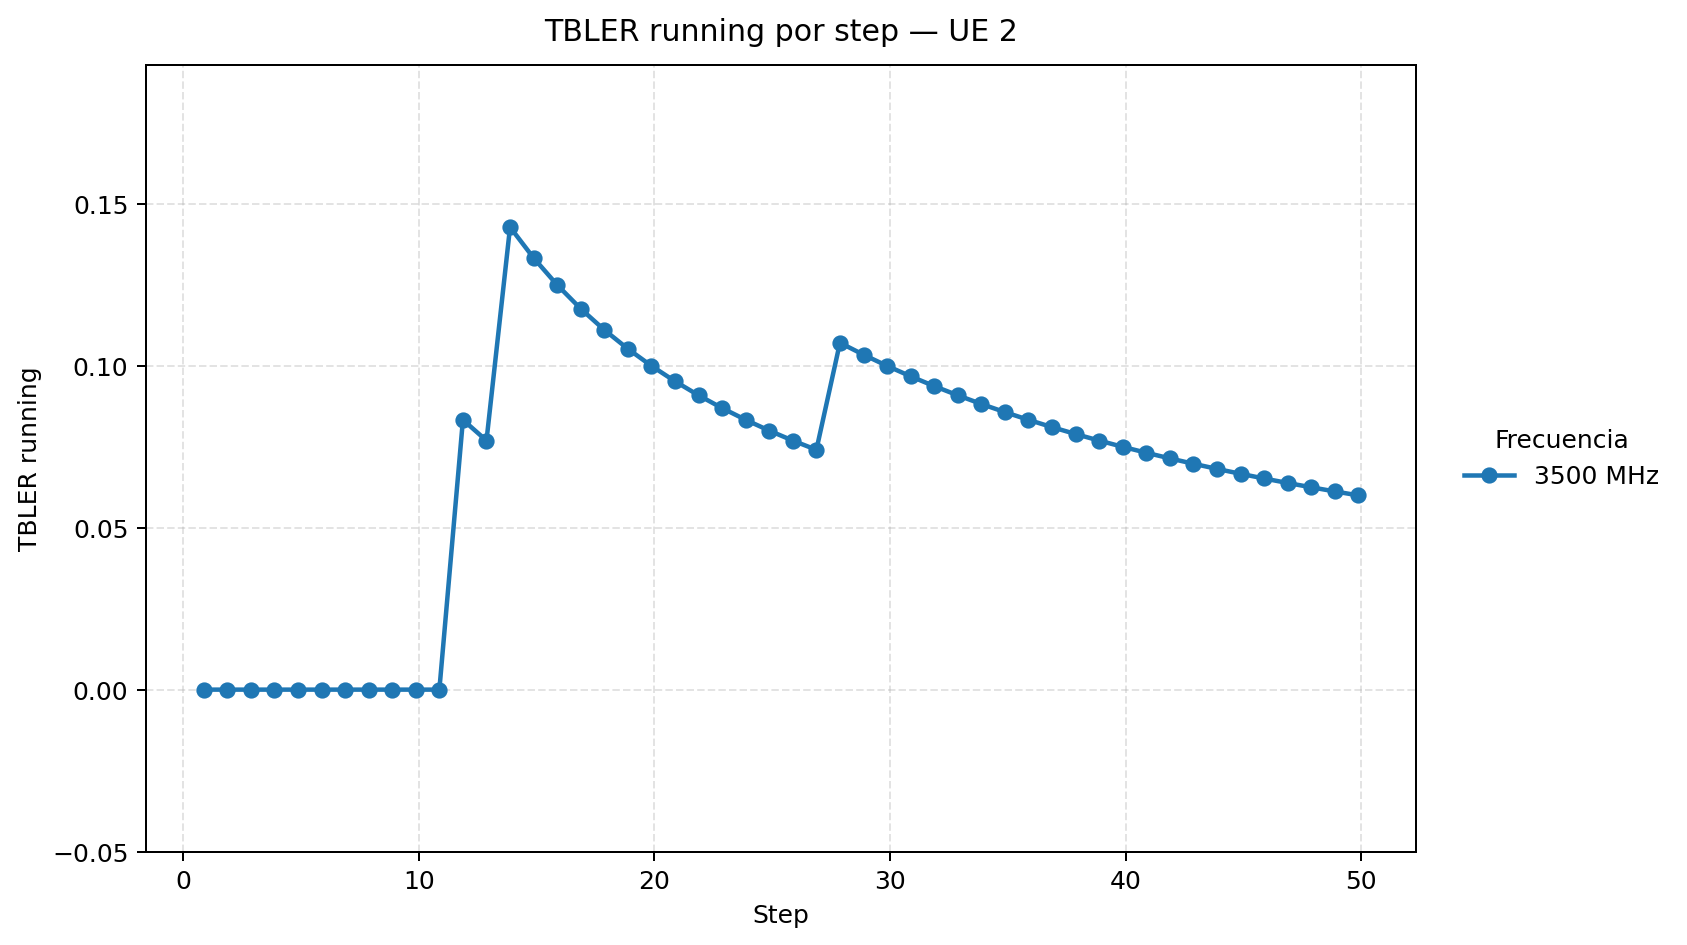 TBLER running por step — UE 2
TBLER running
0.15
0.10
0.05
0.00
−0.05
0 10 20 30 40 50
Step
Frecuencia
3500 MHz